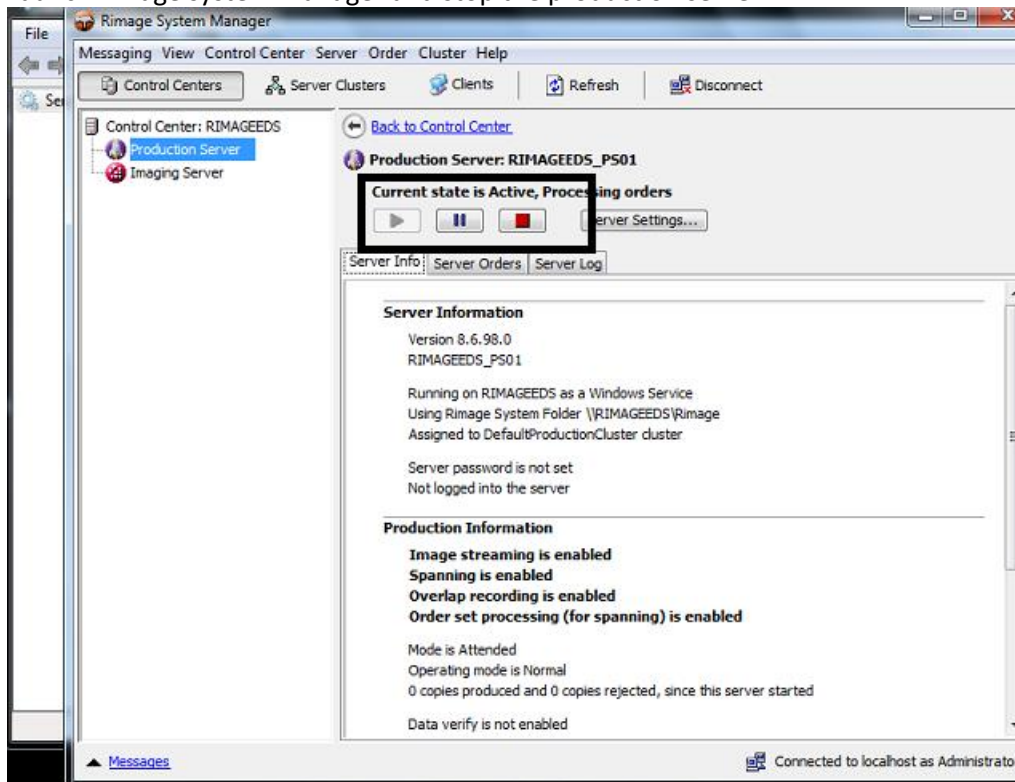 Rimage System Manager
File
Messaging View Control Center Server Order Cluster Help
Control Centers Server Clusters Clients Refresh Disconnect
Control Center: RIMAGEEDS
Production Server
Imaging Server
Back to Control Center
Production Server: RIMAGEEDS_PS01
Current state is Active, Processing orders
Server Settings...
Server Info Server Orders Server Log
Server Information
Version 8.6.98.0
RIMAGEEDS_PS01
Running on RIMAGEEDS as a Windows Service
Using Rimage System Folder \\RIMAGEEDS\Rimage
Assigned to DefaultProductionCluster cluster
Server password is not set
Not logged into the server
Production Information
Image streaming is enabled
Spanning is enabled
Overlap recording is enabled
Order set processing (for spanning) is enabled
Mode is Attended
Operating mode is Normal
0 copies produced and 0 copies rejected, since this server started
Data verify is not enabled
Messages
Connected to localhost as Administrato